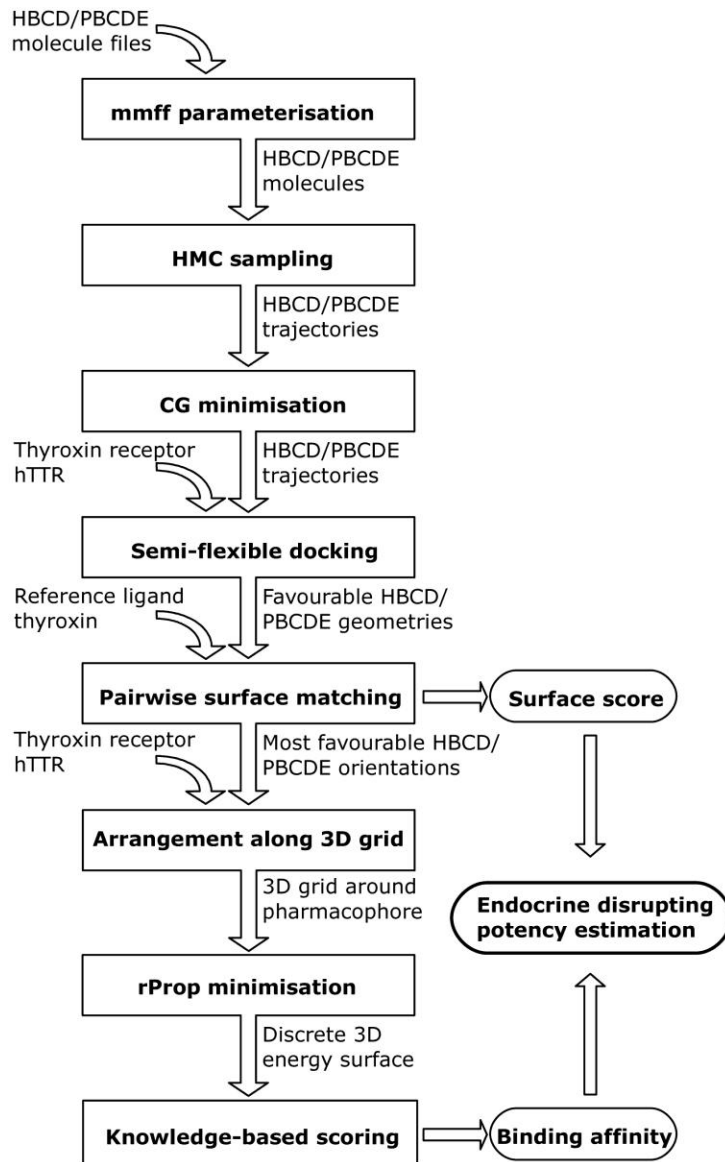 HBCD/PBCDE
molecule files
mmff parameterisation
HBCD/PBCDE
molecules
HMC sampling
HBCD/PBCDE
trajectories
CG minimisation
Thyroxin receptor
hTTR
HBCD/PBCDE
trajectories
Semi-flexible docking
Reference ligand
thyroxin
Favourable HBCD/
PBCDE geometries
Pairwise surface matching
Surface score
Thyroxin receptor
hTTR
Most favourable HBCD/
PBCDE orientations
Arrangement along 3D grid
3D grid around
pharmacophore
Endocrine disrupting
potency estimation
rProp minimisation
Discrete 3D
energy surface
Knowledge-based scoring
Binding affinity